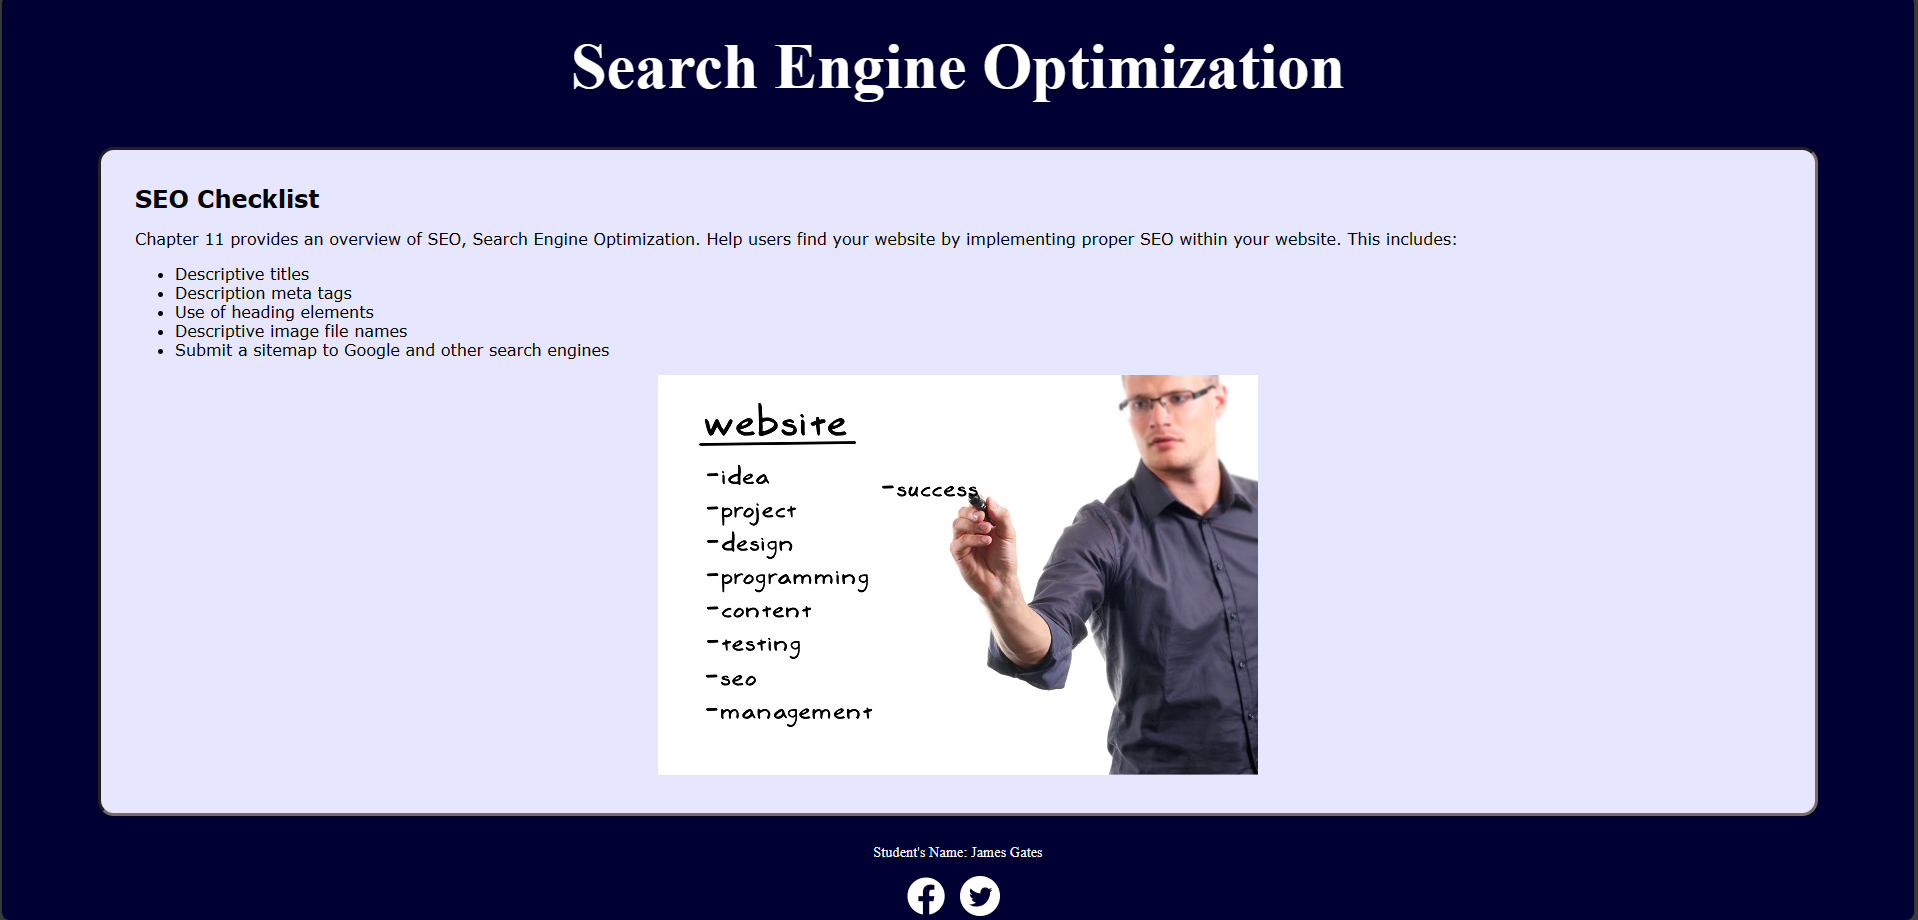 Search Engine Optimization
SEO Checklist
Chapter 11 provides an overview of SEO, Search Engine Optimization. Help users find your website by implementing proper SEO within your website. This includes:
• Descriptive titles
• Description meta tags
• Use of heading elements
• Descriptive image file names
• Submit a sitemap to Google and other search engines
website
-idea
-project
-design
-programming
-content
-testing
-seo
-management
-success
Student's Name: James Gates